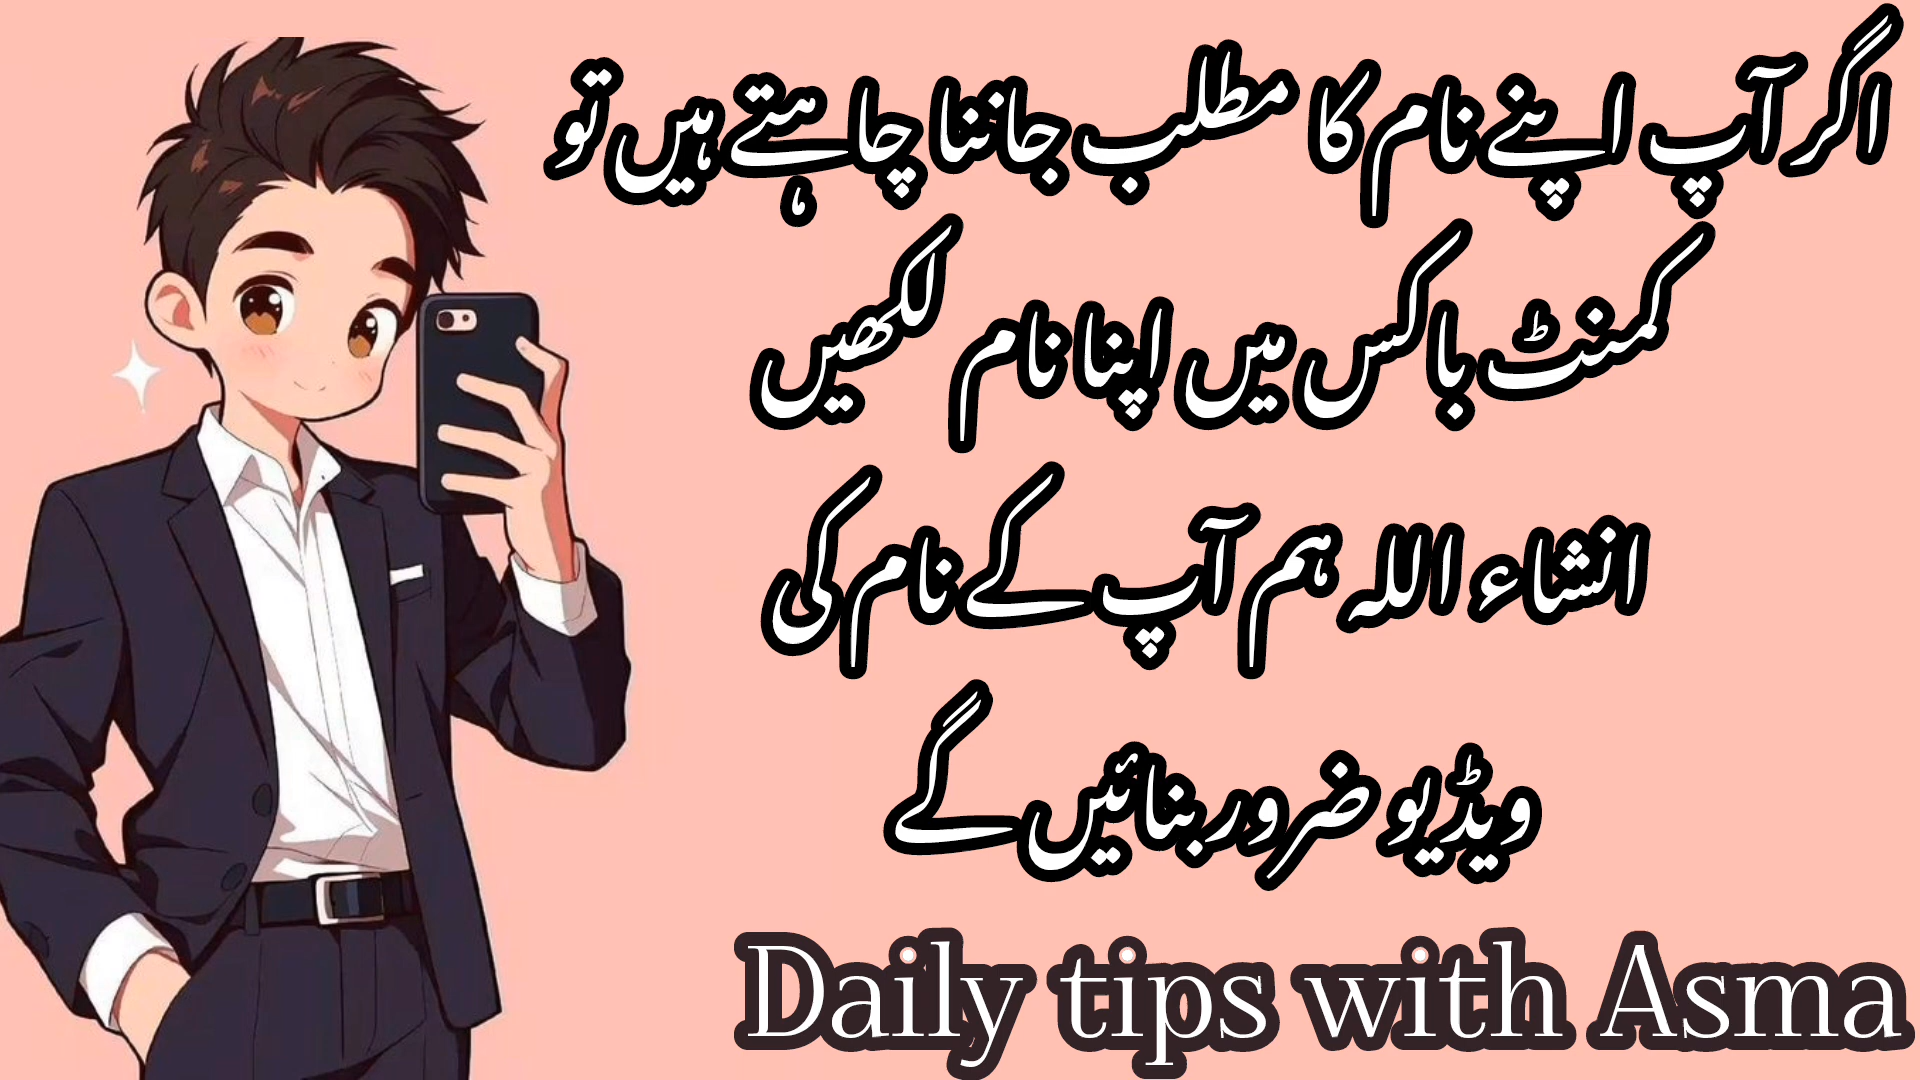 اگر آپ اپنے نام کا مطلب جاننا چاہتے ہیں تو
کمنٹ باکس میں اپنا نام لکھیں
انشاء اللہ ہم آپ کے نام کی
ویڈیو ضرور بنائیں گے
Daily tips with Asma